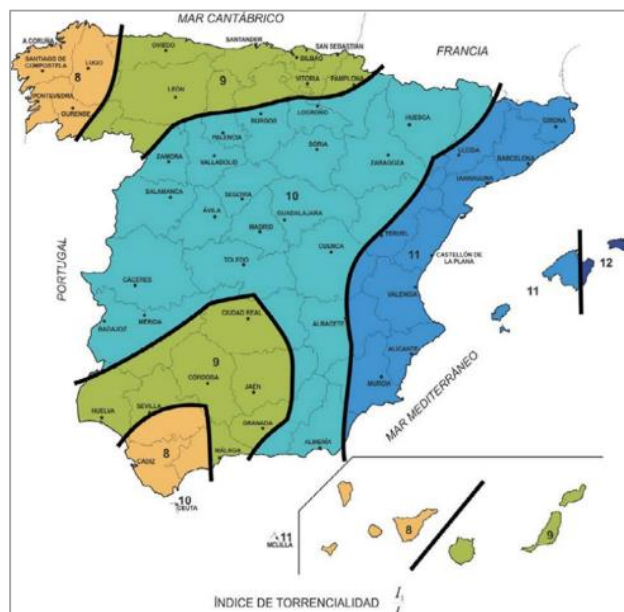 MAR CANTÁBRICO
A CORUÑA
LUGO
SANTIAGO DE
COMPOSTELA
8
PONTEVEDRA
OURENSE
OVIEDO
SANTANDER
SAN SEBASTIÁN
BILBAO
FRANCIA
9
VITORIA
PAMPLONA
LEÓN
BURGOS
LOGROÑO
HUESCA
GIRONA
PALENCIA
ZAMORA
VALLADOLID
SORIA
ZARAGOZA
LLEIDA
BARCELONA
SALAMANCA
SEGOVIA
10
ÁVILA
GUADALAJARA
MADRID
TERUEL
PORTUGAL
TOLEDO
CUENCA
11
CASTELLÓN DE
LA PLANA
12
11
CÁCERES
VALENCIA
MÉRIDA
BADAJOZ
CIUDAD REAL
ALBACETE
ALICANTE
9
CÓRDOBA
JAÉN
MURCIA
MAR MEDITERRÁNEO
HUELVA
SEVILLA
GRANADA
8
CÁDIZ
MÁLAGA
ALMERÍA
10
CEUTA
11
MELILLA
8
9
ÍNDICE DE TORRENCIALIDAD
I₁